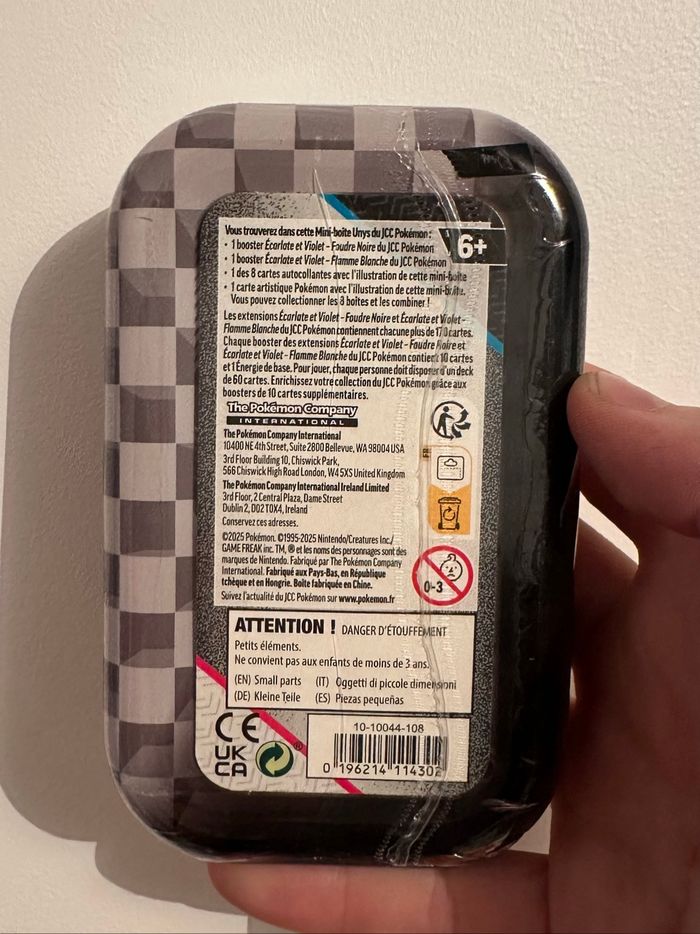 Vous trouverez dans cette Mini-boîte Unys du JCC Pokémon :
6+
• 1 booster Écarlate et Violet – Foudre Noire du JCC Pokémon
• 1 booster Écarlate et Violet – Flamme Blanche du JCC Pokémon
• 1 des 8 cartes autocollantes avec l'illustration de cette mini-boîte
• 1 carte artistique Pokémon avec l'illustration de cette mini-boîte.
Vous pouvez collectionner les 8 boîtes et les combiner !
Les extensions Écarlate et Violet – Foudre Noire et Écarlate et Violet –
Flamme Blanche du JCC Pokémon contiennent chacune plus de 170 cartes.
Chaque booster des extensions Écarlate et Violet – Foudre Noire et
Écarlate et Violet – Flamme Blanche du JCC Pokémon contient 10 cartes
et 1 Énergie de base. Pour jouer, chaque personne doit disposer d'un deck
de 60 cartes. Enrichissez votre collection du JCC Pokémon grâce aux
boosters de 10 cartes supplémentaires.
The Pokémon Company
INTERNATIONAL
The Pokémon Company International
10400 NE 4th Street, Suite 2800 Bellevue, WA 98004 USA
3rd Floor Building 10, Chiswick Park,
566 Chiswick High Road London, W4 5XS United Kingdom
The Pokémon Company International Ireland Limited
3rd Floor, 2 Central Plaza, Dame Street
Dublin 2, D02 T0X4, Ireland
Conservez ces adresses.
©2025 Pokémon. ©1995-2025 Nintendo/Creatures Inc./
GAME FREAK inc. TM, ® et les noms des personnages sont des
marques de Nintendo. Fabriqué par The Pokémon Company
International. Fabriqué aux Pays-Bas, en République
tchèque et en Hongrie. Boîte fabriquée en Chine.
Suivez l'actualité du JCC Pokémon sur www.pokemon.fr
FR
0-3
ATTENTION ! DANGER D'ÉTOUFFEMENT
Petits éléments.
Ne convient pas aux enfants de moins de 3 ans.
(EN) Small parts (IT) Oggetti di piccole dimensioni
(DE) Kleine Teile (ES) Piezas pequeñas
CE
UK
CA
®
10-10044-108
0 196214 114302